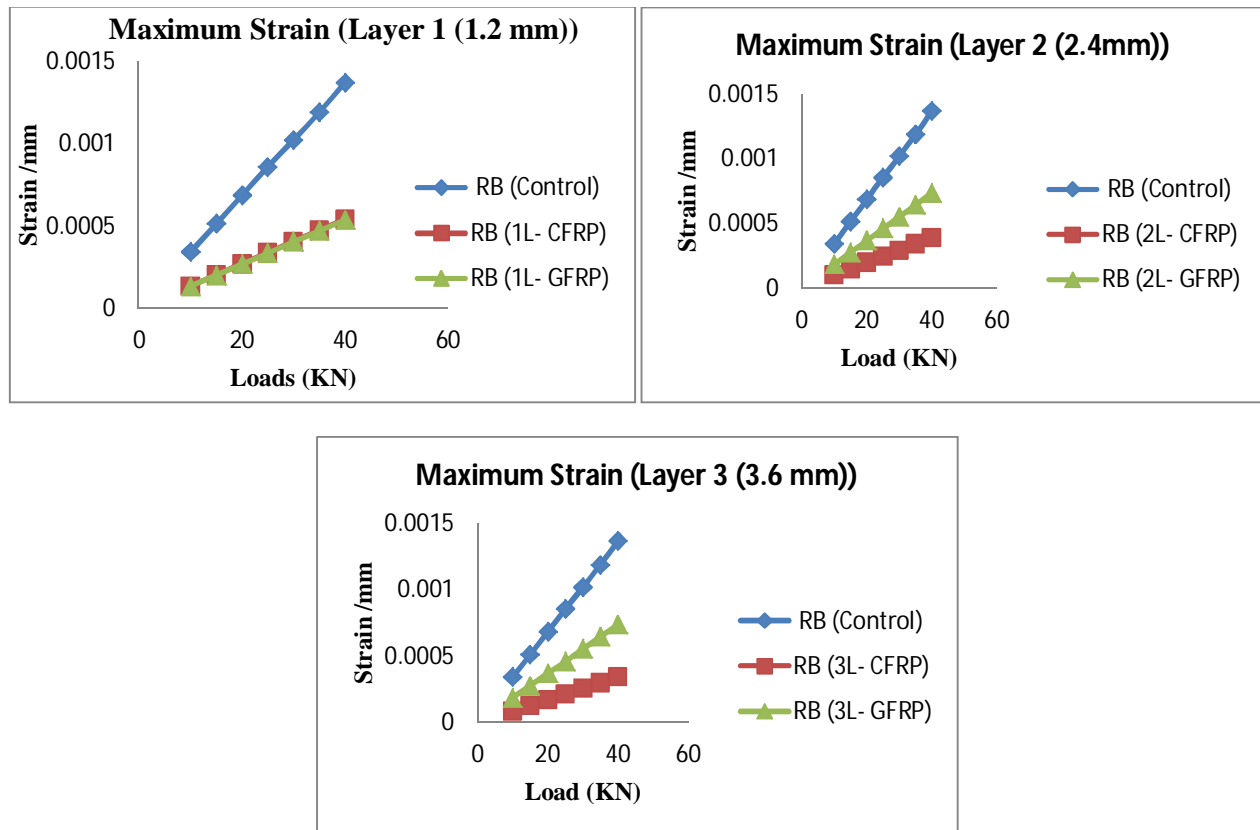 Maximum Strain (Layer 1 (1.2 mm))
0.0015
0.001
0.0005
0
Strain /mm
0 20 40 60
Loads (KN)
RB (Control)
RB (1L- CFRP)
RB (1L- GFRP)
Maximum Strain (Layer 2 (2.4mm))
0.0015
0.001
0.0005
0
Strain /mm
0 20 40 60
Load (KN)
RB (Control)
RB (2L- CFRP)
RB (2L- GFRP)
Maximum Strain (Layer 3 (3.6 mm))
0.0015
0.001
0.0005
0
Strain /mm
0 20 40 60
Load (KN)
RB (Control)
RB (3L- CFRP)
RB (3L- GFRP)